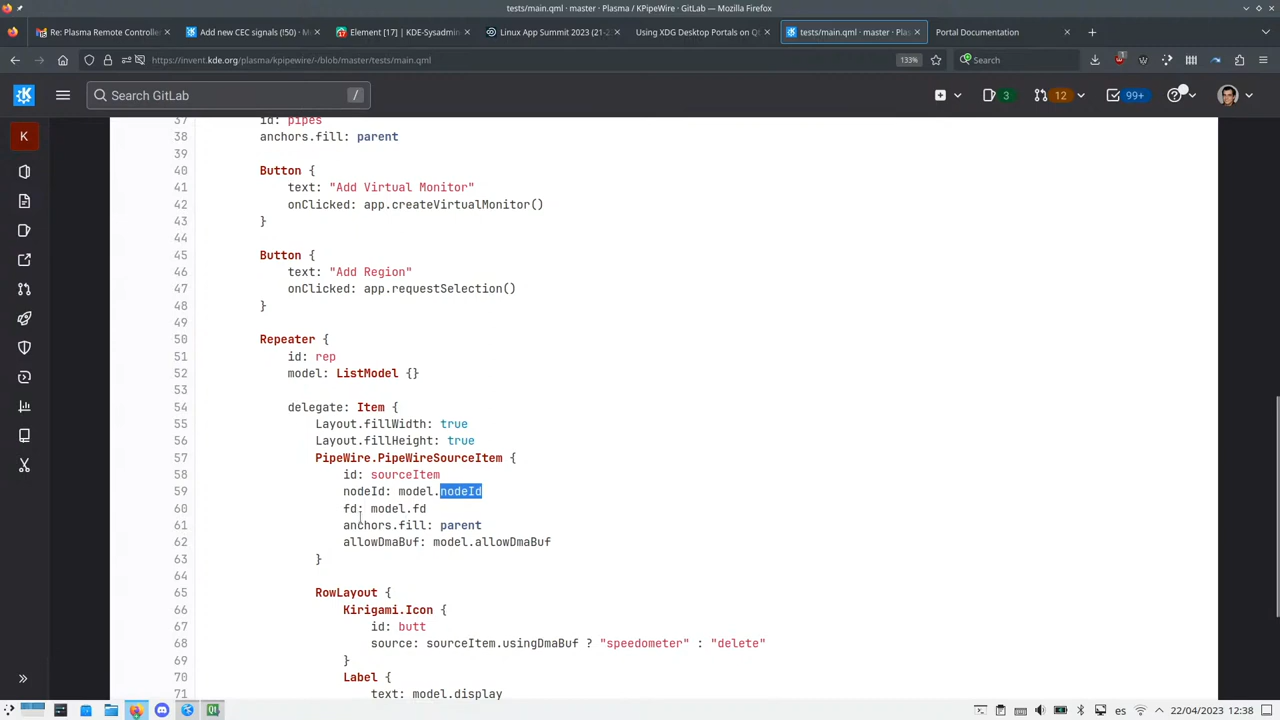 tests/main.qml · master · Plasma / KPipeWire · GitLab — Mozilla Firefox
Re: Plasma Remote Controlle
Add new CEC signals (!50) · M
Element [17] | KDE-Sysadmin
Linux App Summit 2023 (21-2
Using XDG Desktop Portals on Qt
tests/main.qml · master · Plas
Portal Documentation
https://invent.kde.org/plasma/kpipewire/-/blob/master/tests/main.qml
133%
Search
Search GitLab
/
3
12
99+
K
37 id: pipes
38 anchors.fill: parent
39
40 Button {
41 text: "Add Virtual Monitor"
42 onClicked: app.createVirtualMonitor()
43 }
44
45 Button {
46 text: "Add Region"
47 onClicked: app.requestSelection()
48 }
49
50 Repeater {
51 id: rep
52 model: ListModel {}
53
54 delegate: Item {
55 Layout.fillWidth: true
56 Layout.fillHeight: true
57 PipeWire.PipeWireSourceItem {
58 id: sourceItem
59 nodeId: model.nodeId
60 fd: model.fd
61 anchors.fill: parent
62 allowDmaBuf: model.allowDmaBuf
63 }
64
65 RowLayout {
66 Kirigami.Icon {
67 id: butt
68 source: sourceItem.usingDmaBuf ? "speedometer" : "delete"
69 }
70 Label {
71 text: model.display
es
22/04/2023
12:38